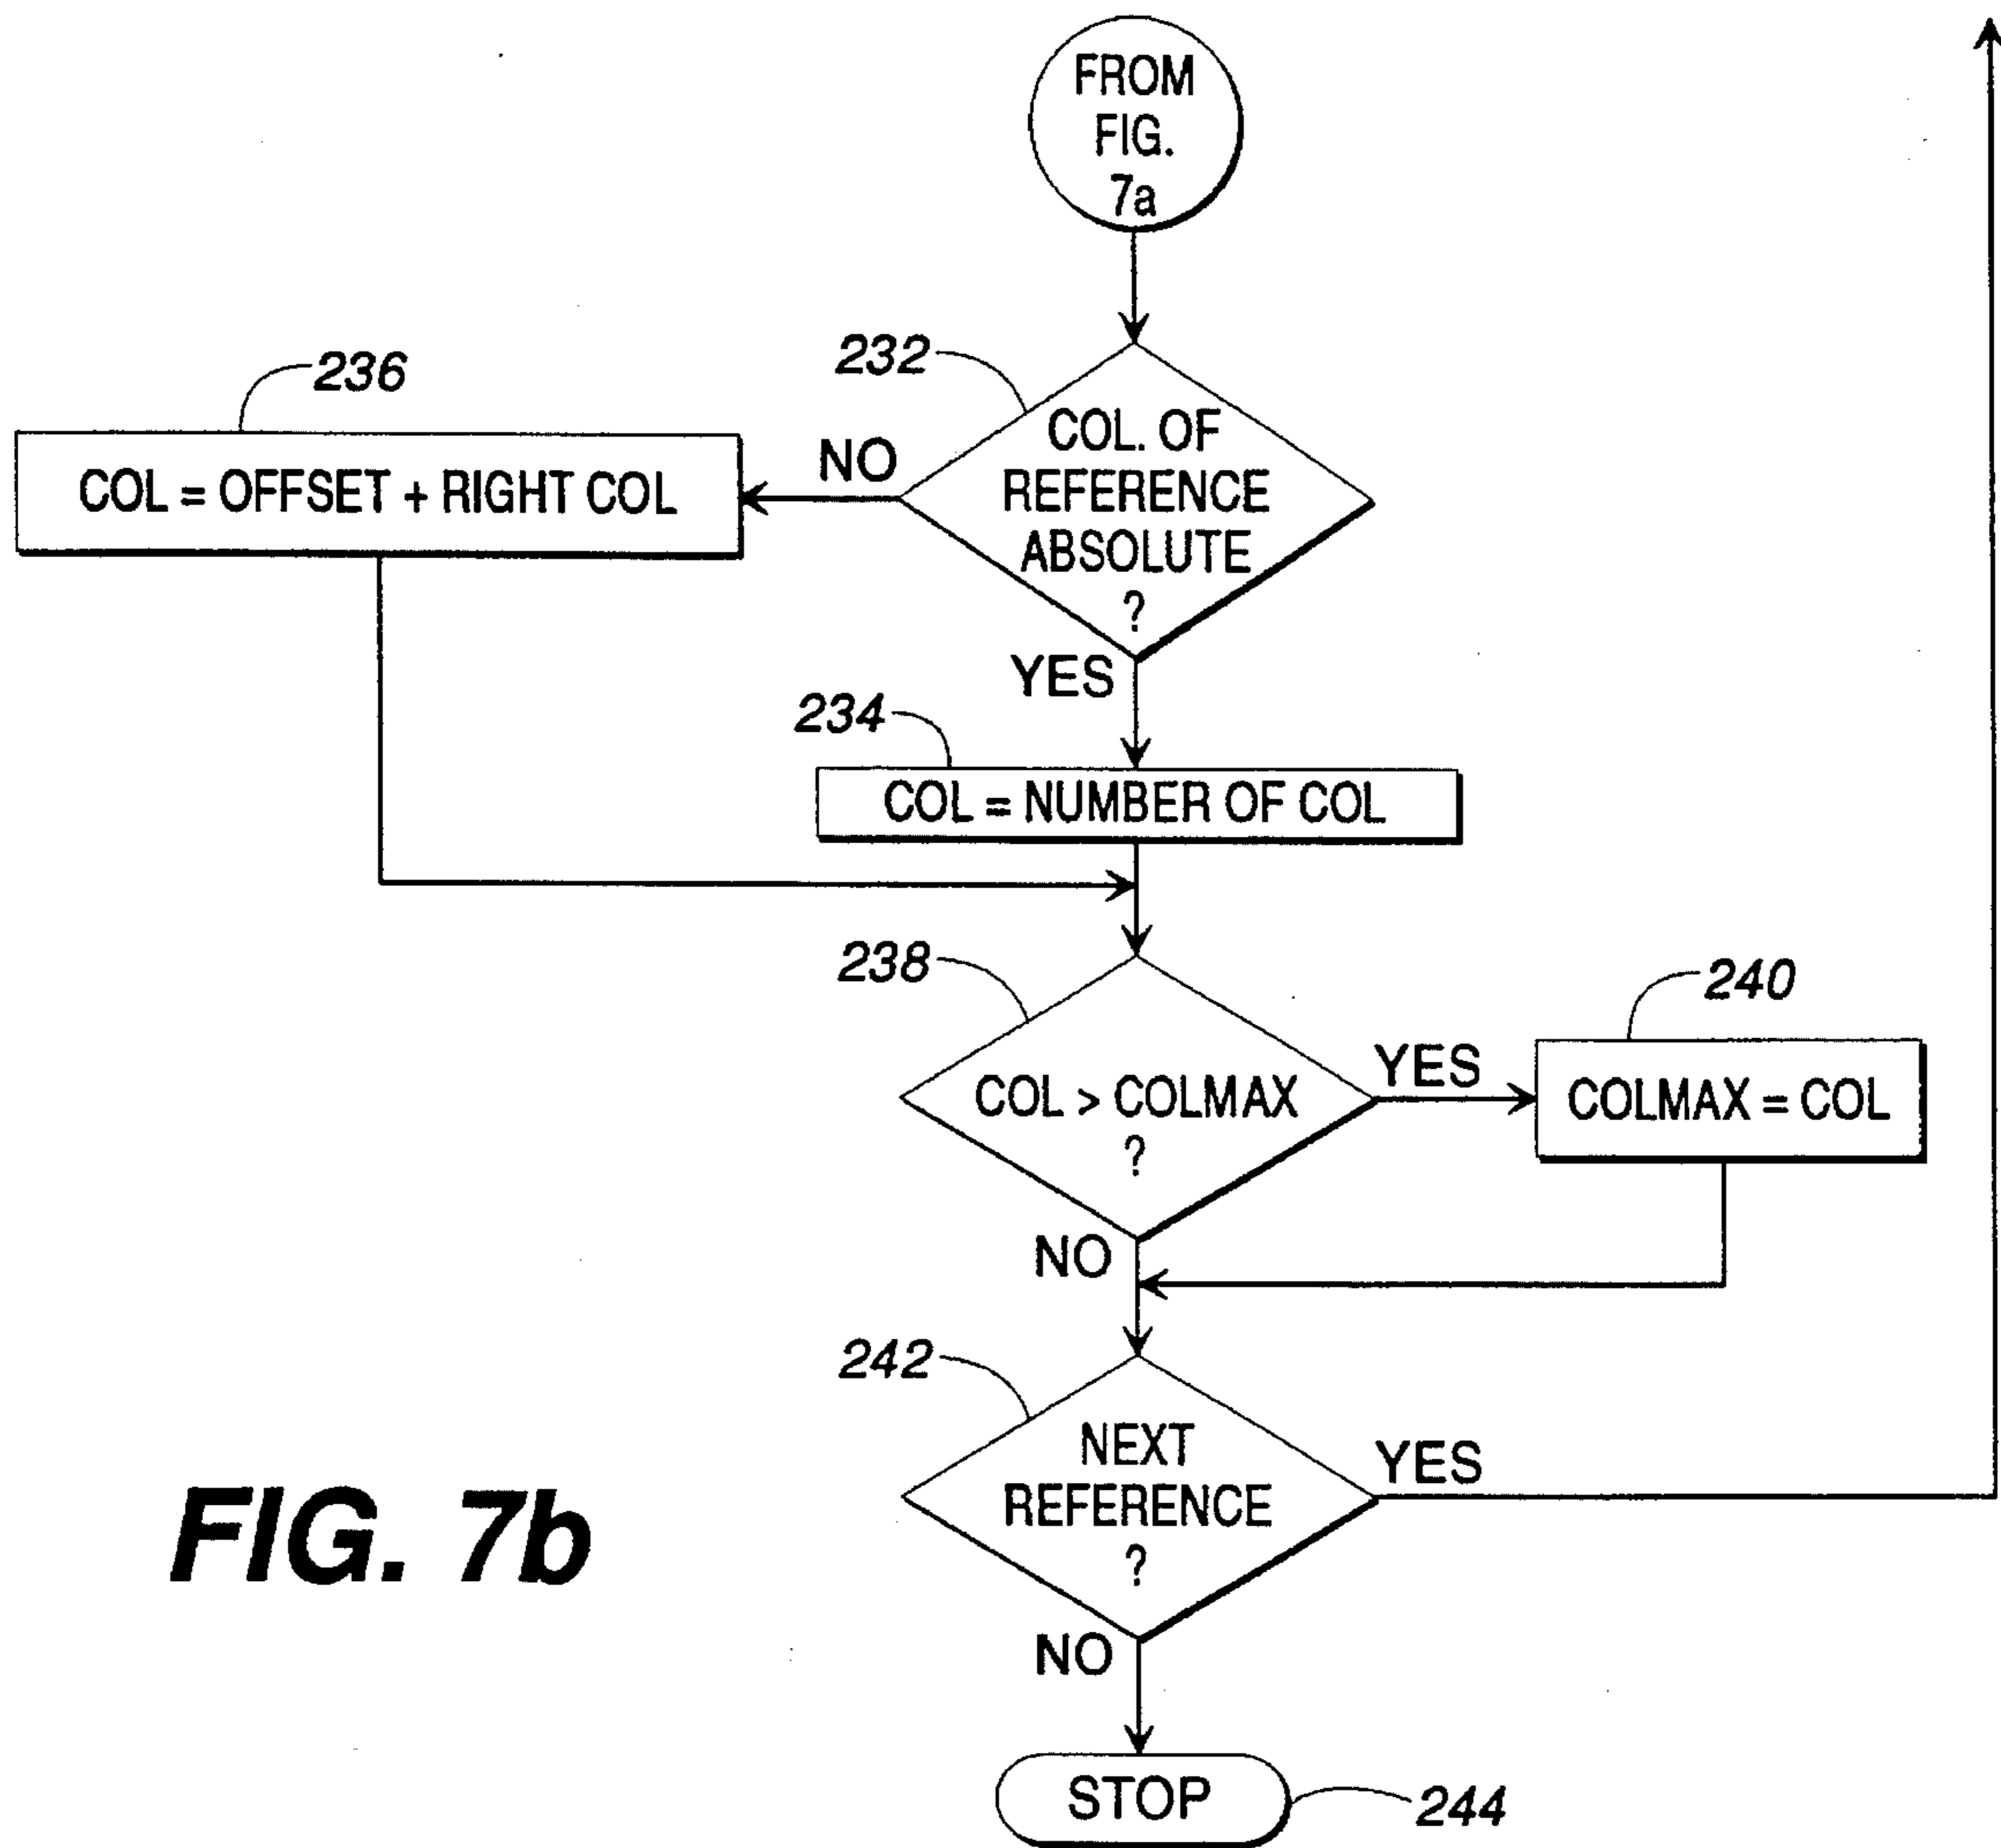 FROM
FIG.
7a
232
236
COL. OF
REFERENCE
ABSOLUTE
?
NO
COL = OFFSET + RIGHT COL
YES
234
COL = NUMBER OF COL
238
240
COL > COLMAX
?
YES
COLMAX = COL
NO
242
NEXT
REFERENCE
?
YES
FIG. 7b
NO
STOP
244